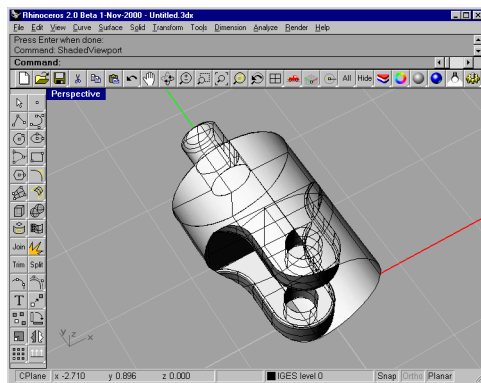 Rhinoceros 2.0 Beta 1-Nov-2000 - Untitled.3dx
File Edit View Curve Surface Solid Transform Tools Dimension Analyze Render Help
Press Enter when done:
Command: ShadedViewport
Command:
All Hide
Perspective
Join
Trim Split
T
y z x
CPlane x -2.710 y 0.896 z 0.000 IGES level 0 Snap Ortho Planar